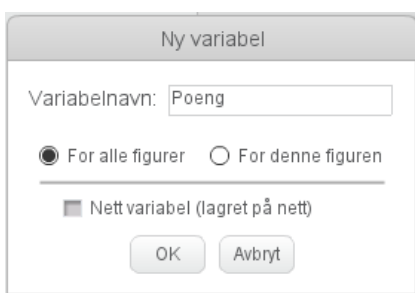 Ny variabel
Variabelnavn: Poeng
For alle figurer For denne figuren
Nett variabel (lagret på nett)
OK Avbryt